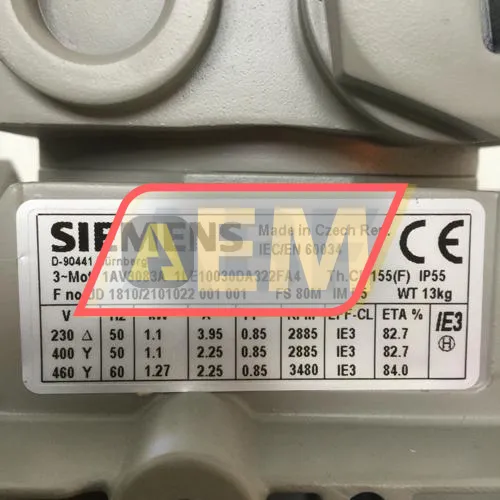 AEM
SIEMENS
Made in Czech Rep.
D-90441 Nürnberg
IEC/EN 60034
CE
3~Mot. 1AV3083A Th.Cl. 155(F) IP55
F no. UD 1810/2101022 001 001 FS 80M WT 13kg
V Hz kW A PF RPM EFF-CL ETA %
230 Δ 50 1.1 3.95 0.85 2885 IE3 82.7
400 Y 50 1.1 2.25 0.85 2885 IE3 82.7
460 Y 60 1.27 2.25 0.85 3480 IE3 84.0
IE3
H